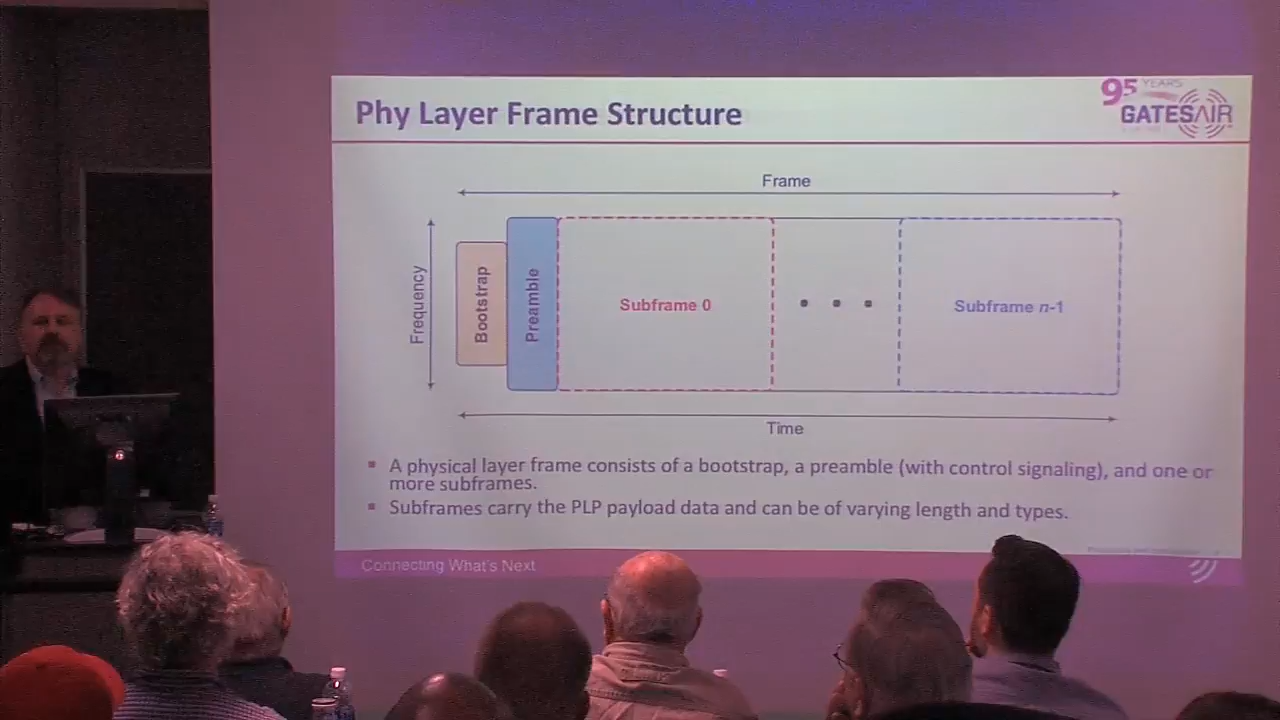 Phy Layer Frame Structure
95 YEARS
GATESAIR
Frame
Frequency
Bootstrap
Preamble
Subframe 0
Subframe n-1
Time
A physical layer frame consists of a bootstrap, a preamble (with control signaling), and one or
more subframes.
Subframes carry the PLP payload data and can be of varying length and types.
Connecting What's Next